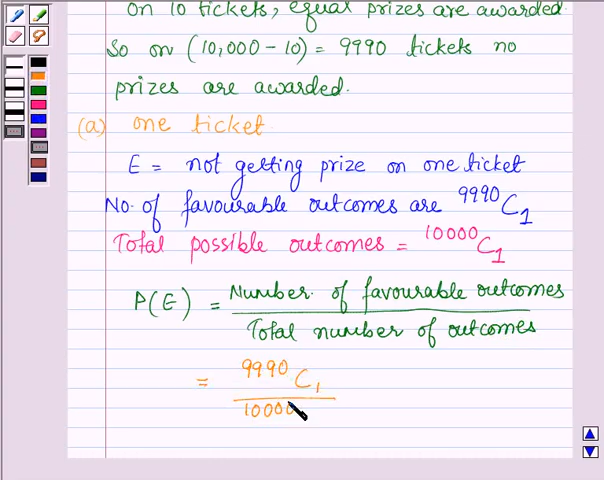 On 10 tickets, equal prizes are awarded.
So on (10,000 - 10) = 9990 tickets no
prizes are awarded.
(a) one ticket
E = not getting prize on one ticket
No. of favourable outcomes are ⁹⁹⁹⁰C₁
Total possible outcomes = ¹⁰⁰⁰⁰C₁
P(E) = Number of favourable outcomes
Total number of outcomes
= ⁹⁹⁹⁰C₁
10000